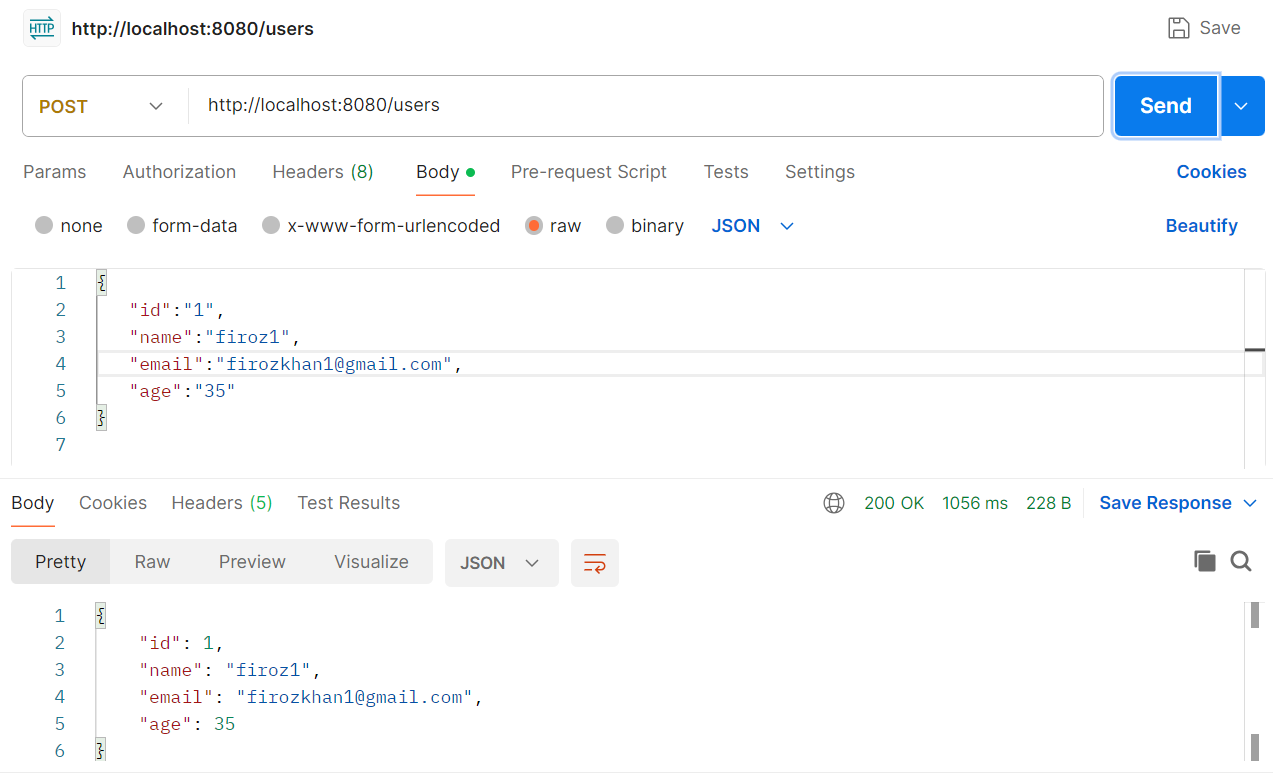 HTTP http://localhost:8080/users Save
POST http://localhost:8080/users Send
Params Authorization Headers (8) Body Pre-request Script Tests Settings Cookies
none form-data x-www-form-urlencoded raw binary JSON Beautify
1 {
2 "id":"1",
3 "name":"firoz1",
4 "email":"firozkhan1@gmail.com",
5 "age":"35"
6 }
7
Body Cookies Headers (5) Test Results 200 OK 1056 ms 228 B Save Response
Pretty Raw Preview Visualize JSON
1 {
2 "id": 1,
3 "name": "firoz1",
4 "email": "firozkhan1@gmail.com",
5 "age": 35
6 }